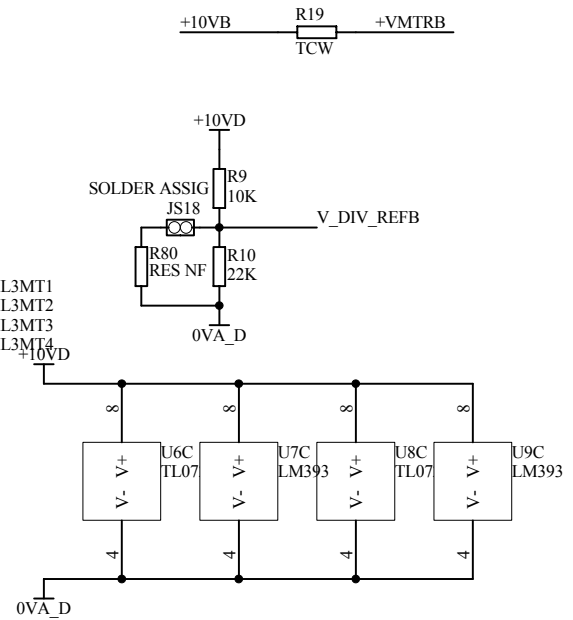 R19
+10VB +VMTRB
TCW
+10VD
R9
SOLDER ASSIG 10K
JS18
V_DIV_REFB
R80 R10
RES NF 22K
L3MT1
L3MT2
L3MT3
L3MT4
0VA_D
+10VD
8 8 8 8
U6C U7C U8C U9C
TL07 LM393 TL07 LM393
V- V+ V- V+ V- V+ V- V+
4 4 4 4
0VA_D